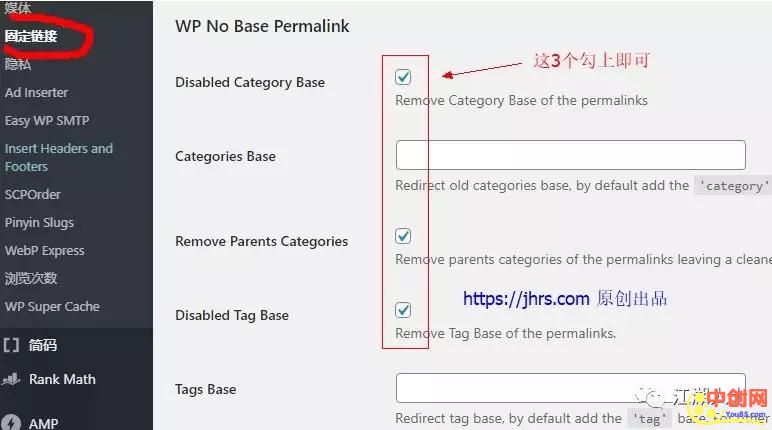 媒体
固定链接
隐私
Ad Inserter
Easy WP SMTP
Insert Headers and
Footers
SCPOrder
Pinyin Slugs
WebP Express
浏览次数
WP Super Cache
简码
Rank Math
AMP
WP No Base Permalink
这3个勾上即可
Disabled Category Base
Remove Category Base of the permalinks
Categories Base
Redirect old categories base, by default add the 'category'
Remove Parents Categories
Remove parents categories of the permalinks leaving a cleane
https://jhrs.com 原创出品
Disabled Tag Base
Remove Tag Base of the permalinks.
Tags Base
Redirect tag base, by default add the 'tag' base. For
江湖
中创网
You85.com